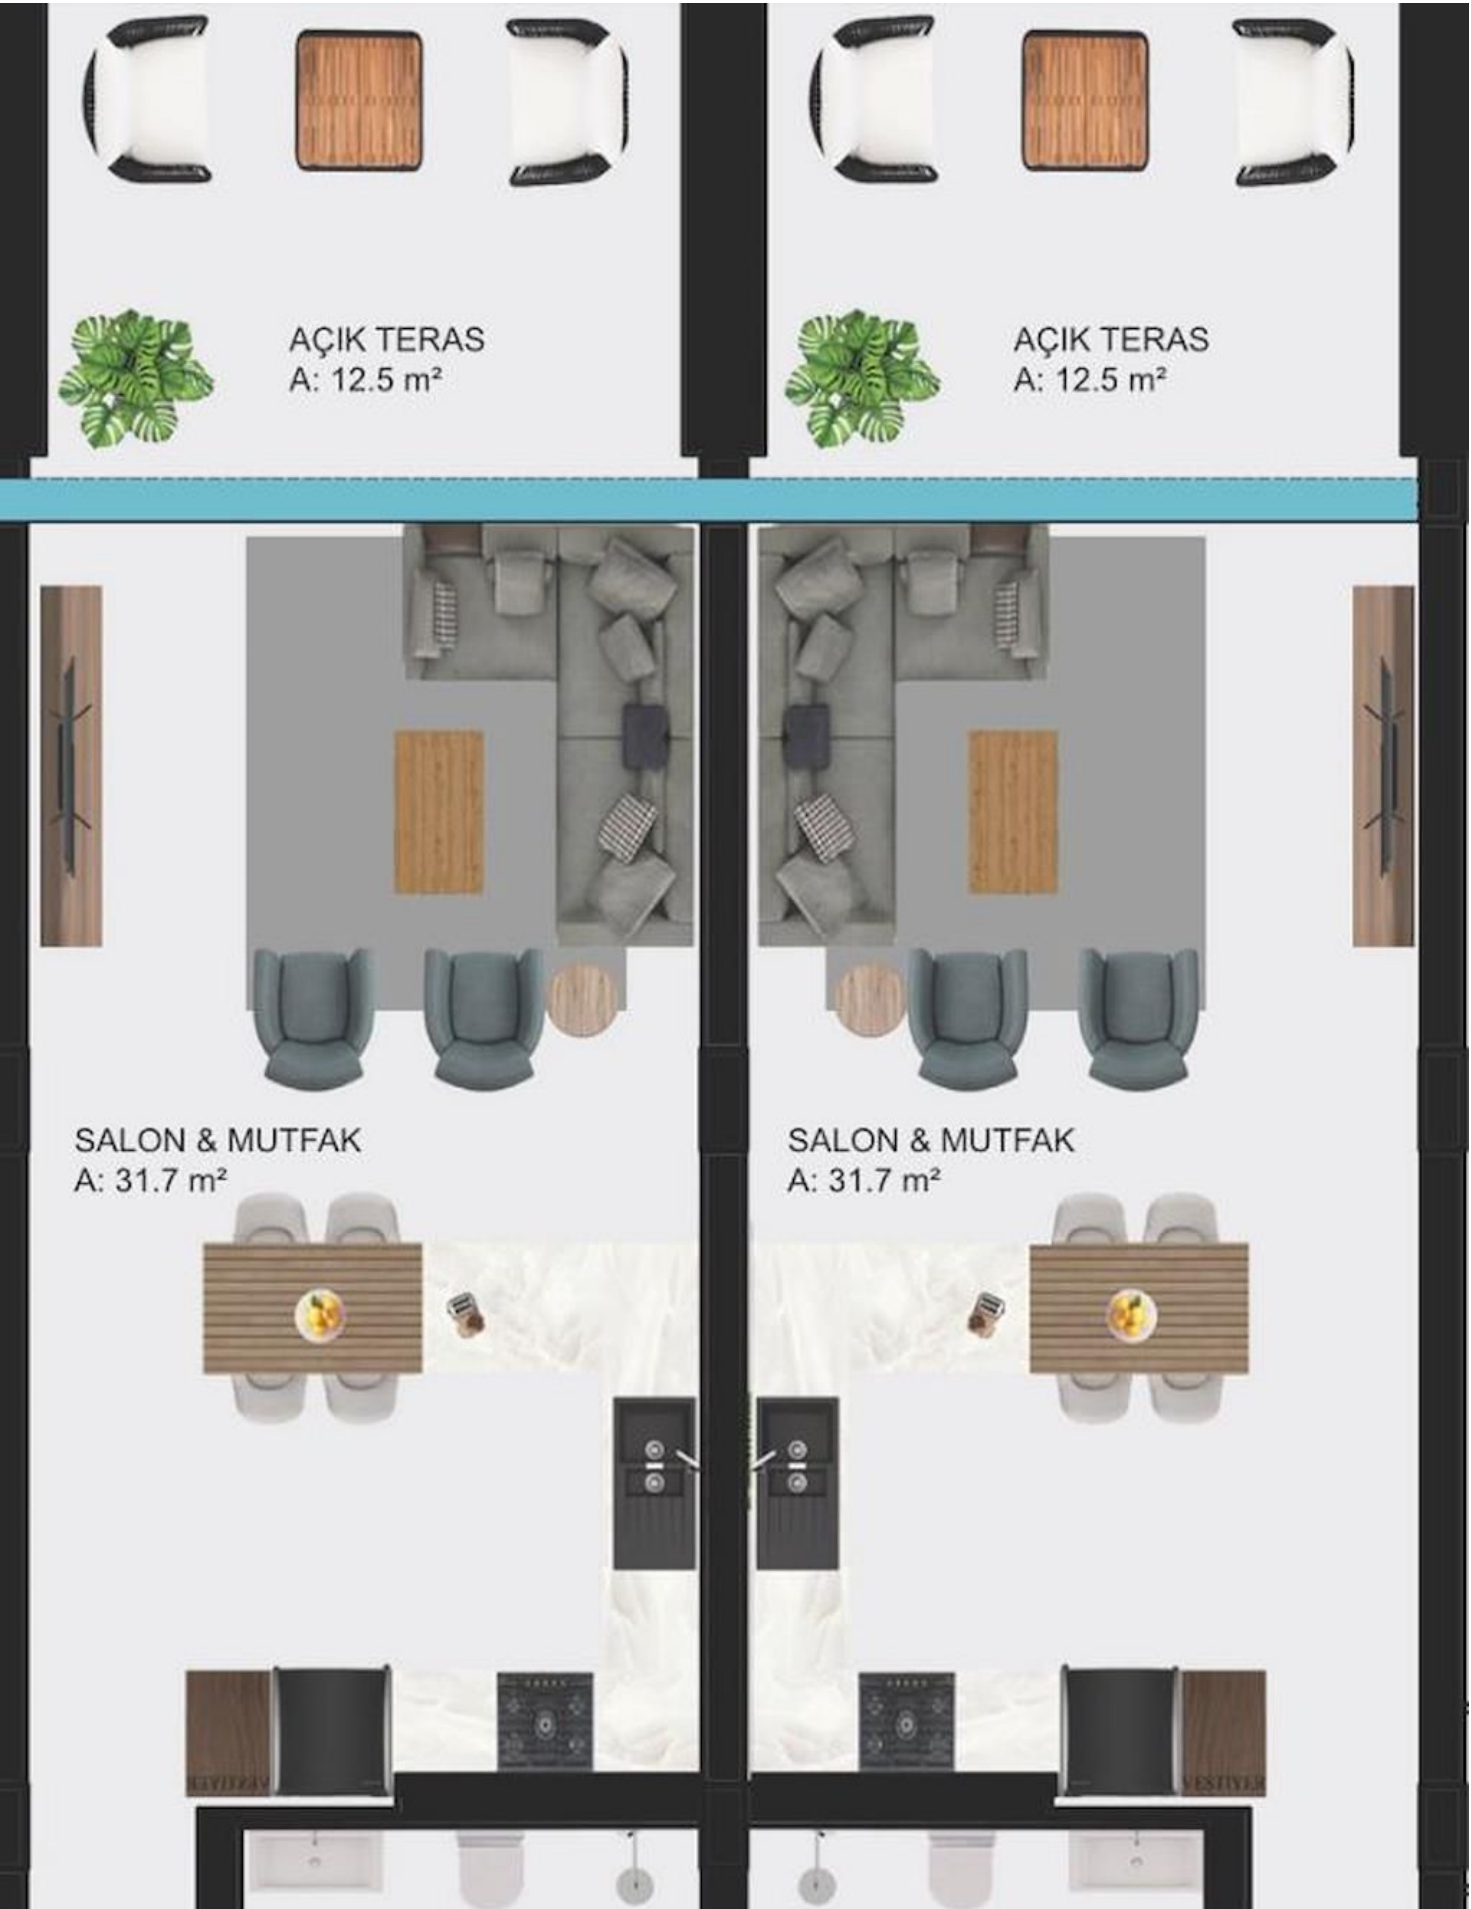 AÇIK TERAS
A: 12.5 m²
AÇIK TERAS
A: 12.5 m²
SALON & MUTFAK
A: 31.7 m²
SALON & MUTFAK
A: 31.7 m²
VESTİYER
VESTİYER